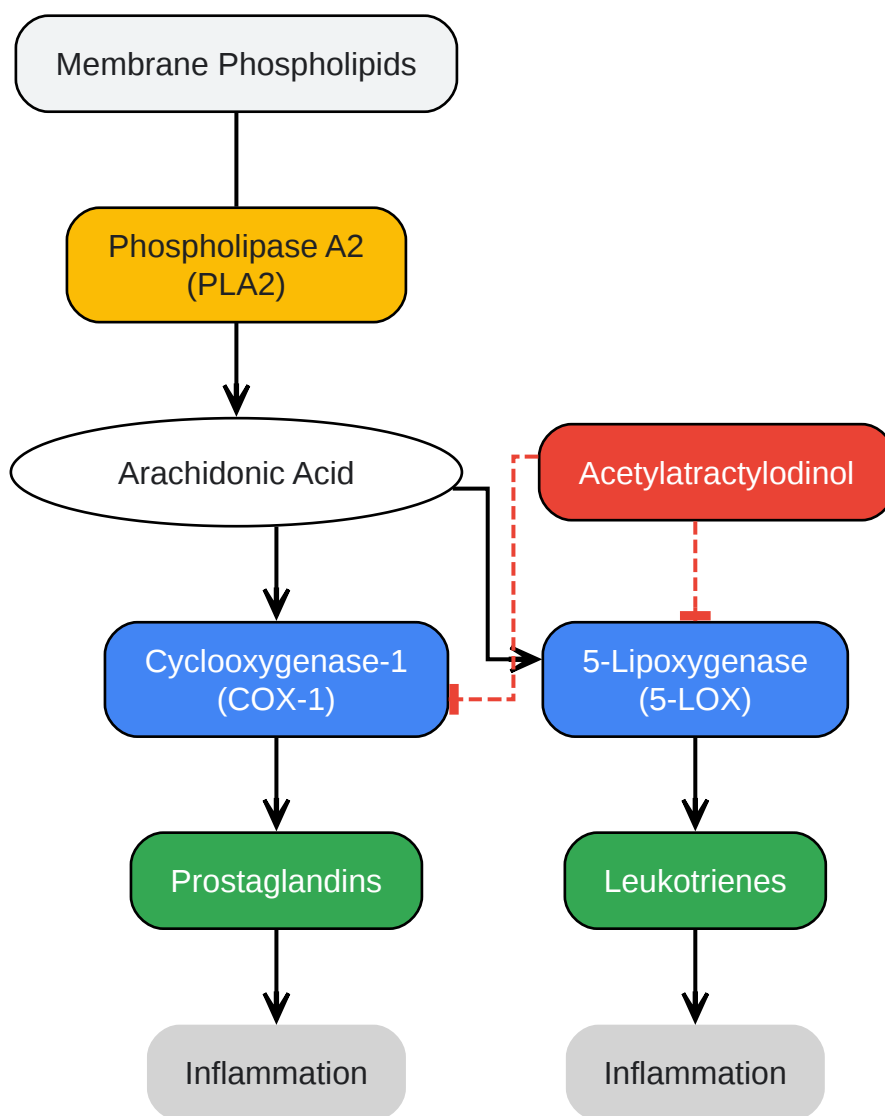 Membrane Phospholipids
Phospholipase A2
(PLA2)
Arachidonic Acid
Acetylatractylodinol
Cyclooxygenase-1
(COX-1)
5-Lipoxygenase
(5-LOX)
Prostaglandins
Leukotrienes
Inflammation
Inflammation